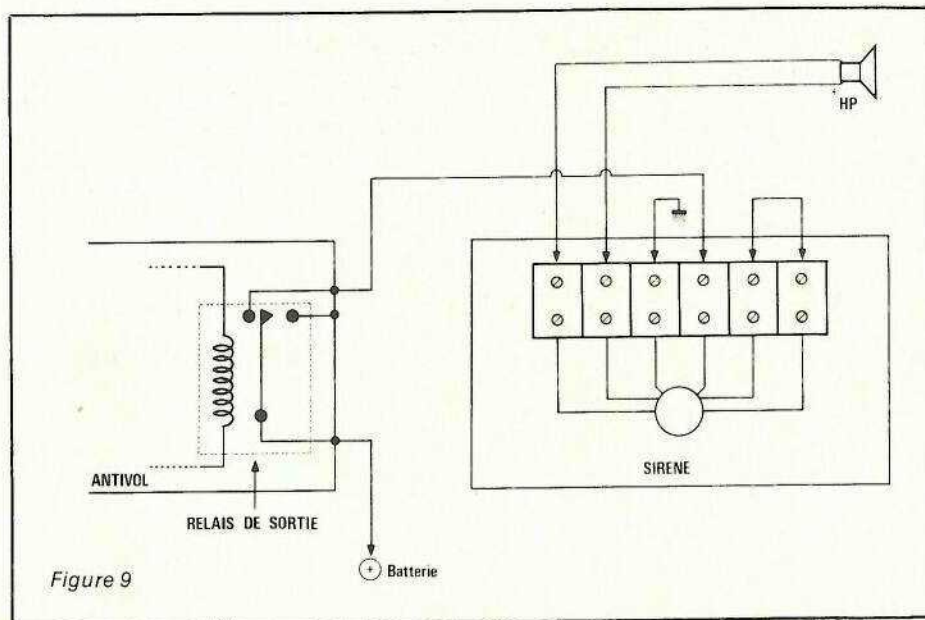 HP
SIRENE
ANTIVOL
RELAIS DE SORTIE
+ Batterie
Figure 9